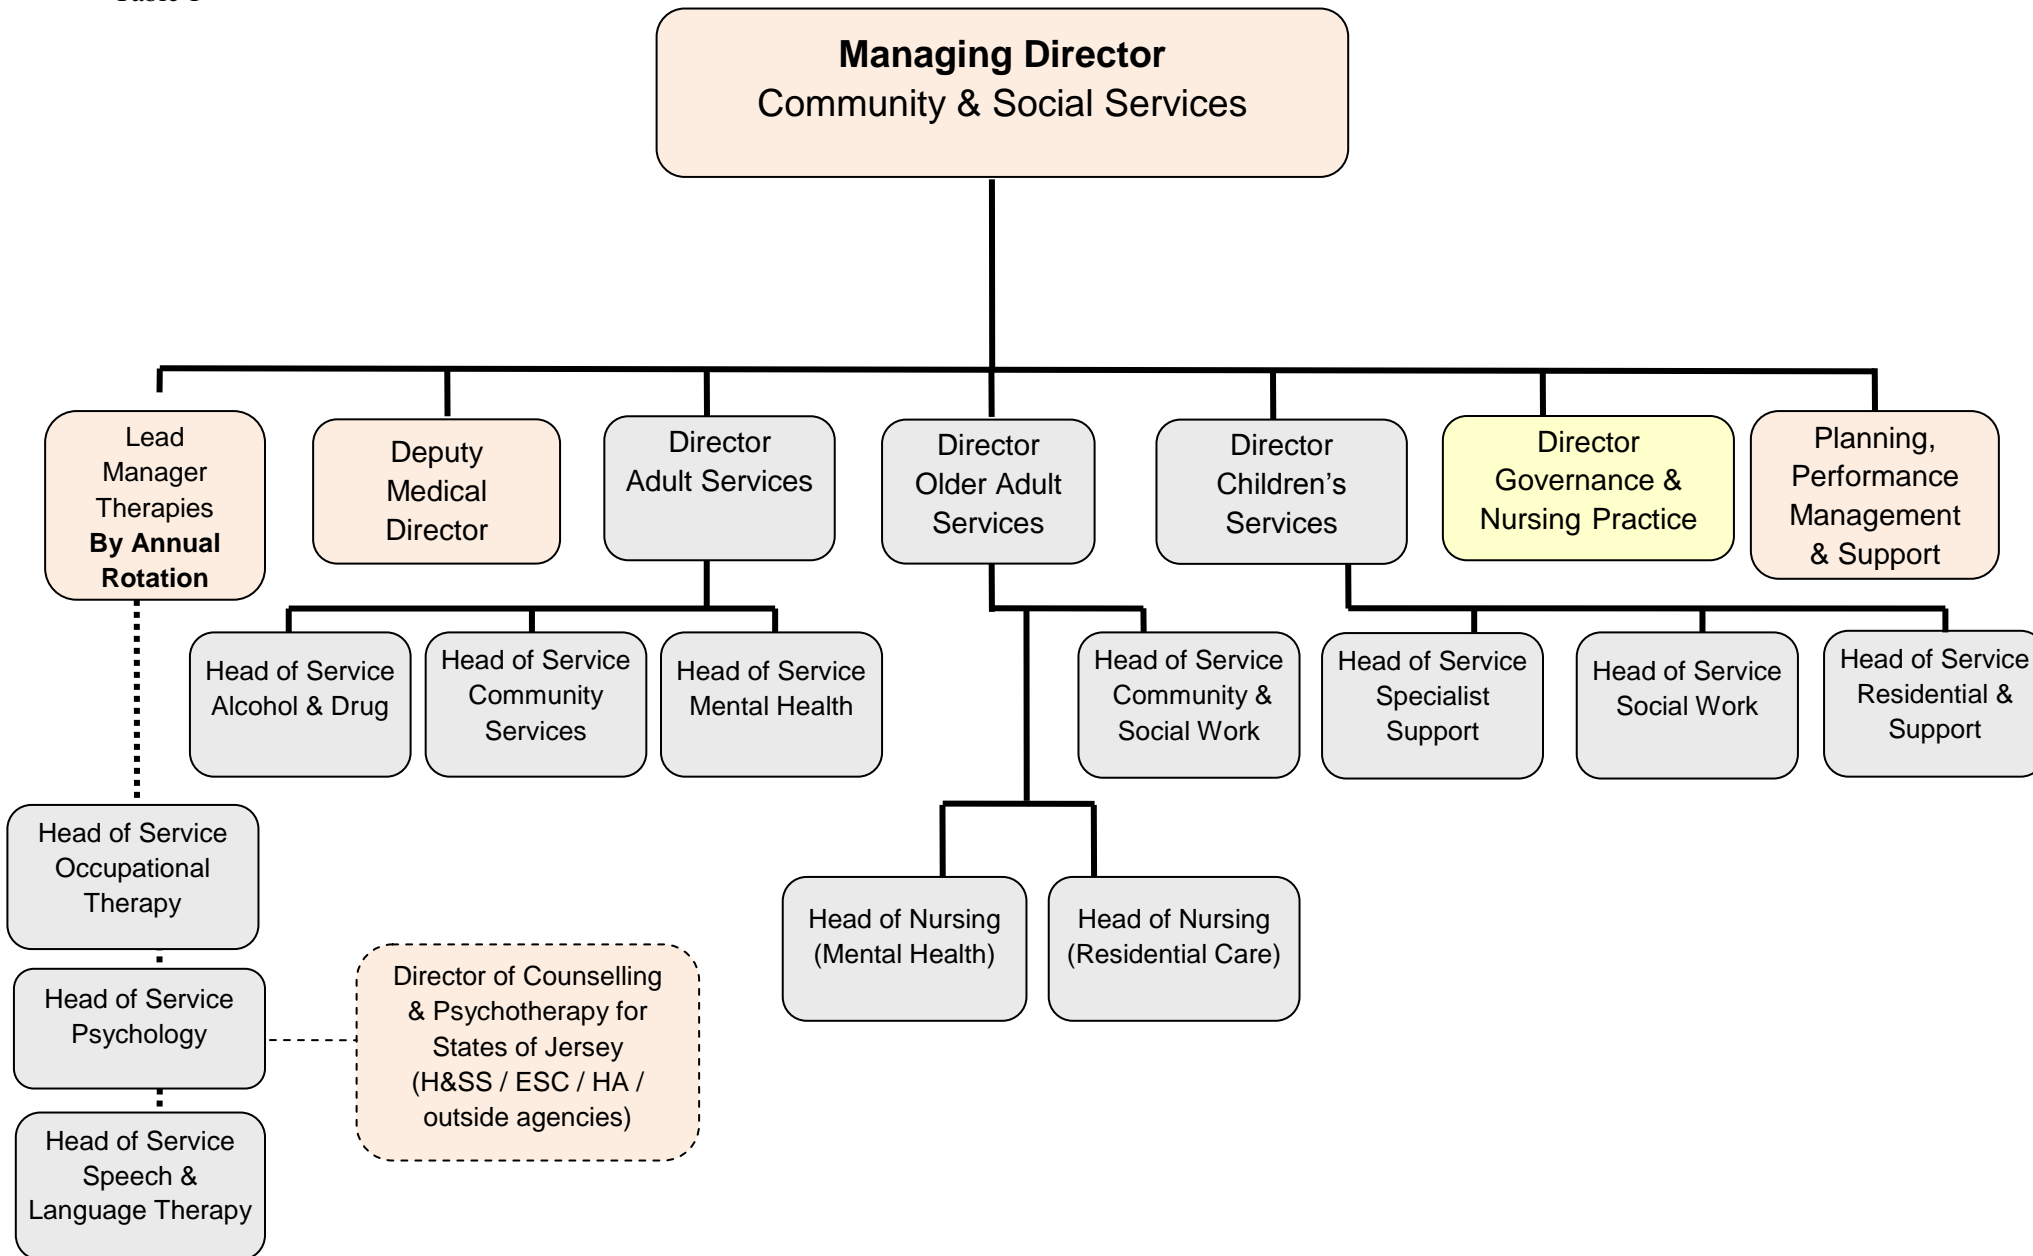 Table 1
Managing Director
Community & Social Services
Lead
Manager
Therapies
By Annual
Rotation
Deputy
Medical
Director
Director
Adult Services
Director
Older Adult
Services
Director
Children’s
Services
Director
Governance &
Nursing Practice
Planning,
Performance
Management
& Support
Head of Service
Alcohol & Drug
Head of Service
Community
Services
Head of Service
Mental Health
Head of Service
Community &
Social Work
Head of Service
Specialist
Support
Head of Service
Social Work
Head of Service
Residential &
Support
Head of Service
Occupational
Therapy
Head of Nursing
(Mental Health)
Head of Nursing
(Residential Care)
Head of Service
Psychology
Director of Counselling
& Psychotherapy for
States of Jersey
(H&SS / ESC / HA /
outside agencies)
Head of Service
Speech &
Language Therapy